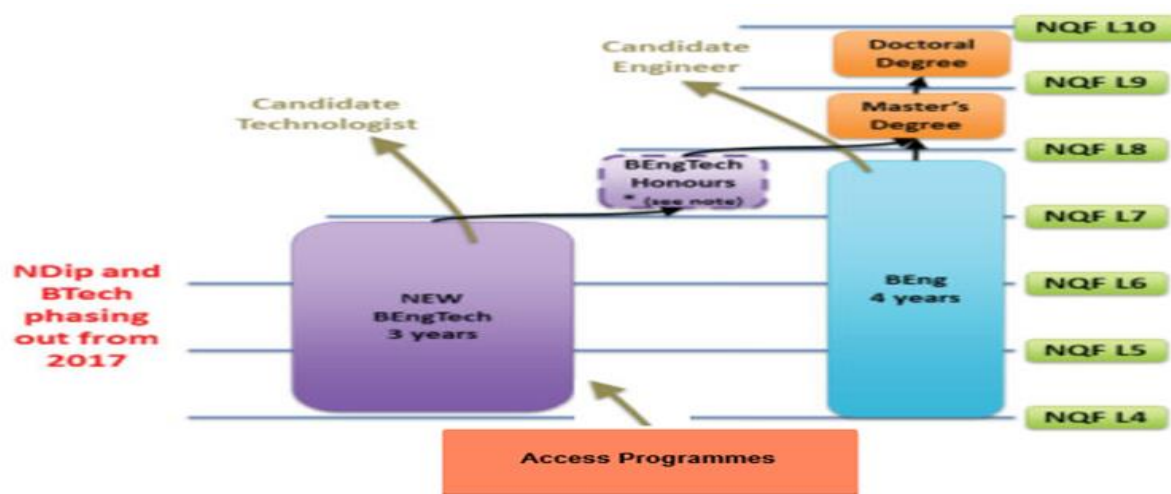 NQF L10
Doctoral
Degree
Candidate
Engineer
NQF L9
Candidate
Technologist
Master's
Degree
NQF L8
BEngTech
Honours
* (see note)
NQF L7
NDip and
BTech
phasing
out from
2017
NEW
BEngTech
3 years
BEng
4 years
NQF L6
NQF L5
NQF L4
Access Programmes